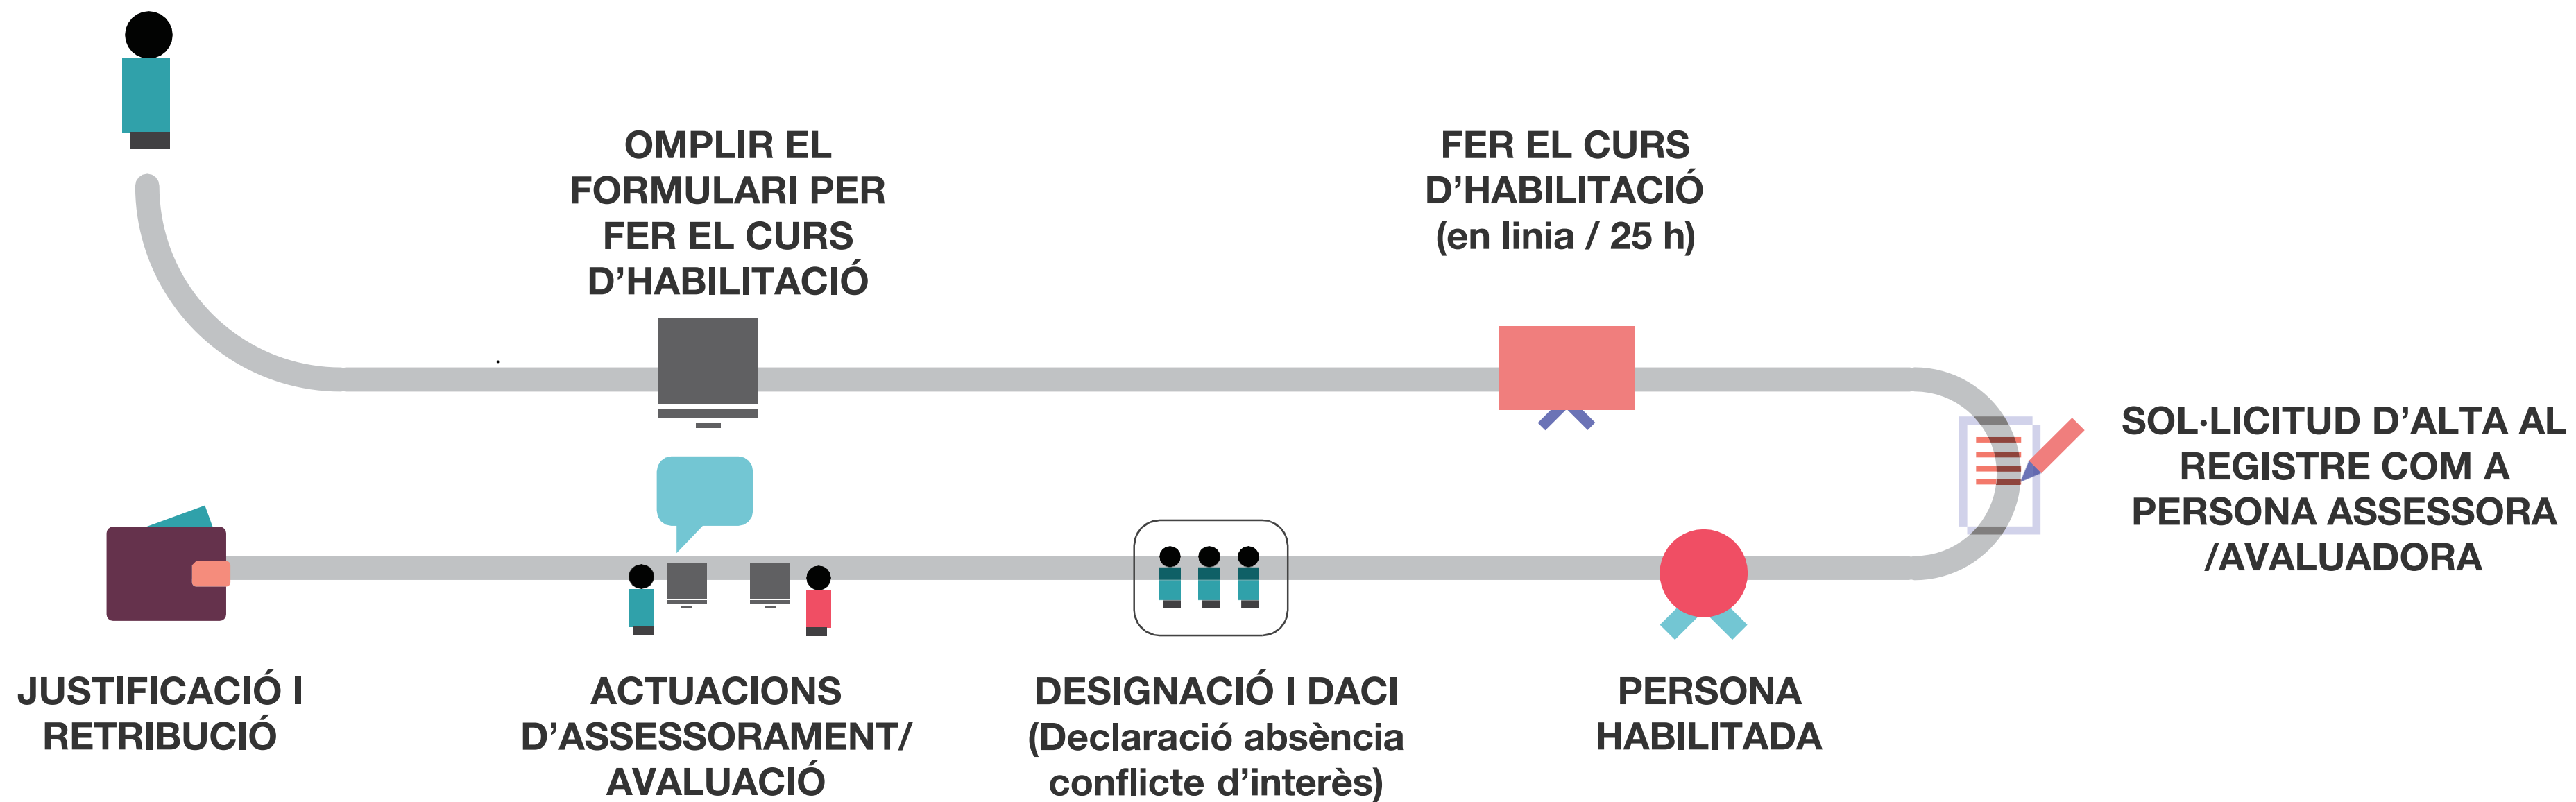 OMPLIR EL
FORMULARI PER
FER EL CURS
D’HABILITACIÓ
FER EL CURS
D’HABILITACIÓ
(en linia / 25 h)
SOL·LICITUD D’ALTA AL
REGISTRE COM A
PERSONA ASSESSORA
/AVALUADORA
PERSONA
HABILITADA
DESIGNACIÓ I DACI
(Declaració absència
conflicte d’interès)
ACTUACIONS
D’ASSESSORAMENT/
AVALUACIÓ
JUSTIFICACIÓ I
RETRIBUCIÓ